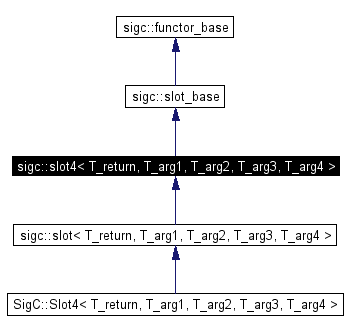 sigc::functor_base
sigc::slot_base
sigc::slot4< T_return, T_arg1, T_arg2, T_arg3, T_arg4 >
sigc::slot< T_return, T_arg1, T_arg2, T_arg3, T_arg4 >
SigC::Slot4< T_return, T_arg1, T_arg2, T_arg3, T_arg4 >